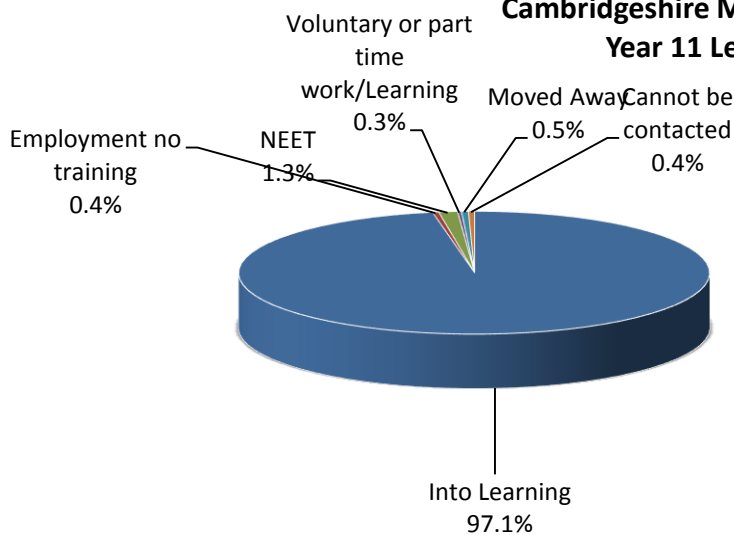 Cambridgeshire M
Year 11 Le
Voluntary or part
time
work/Learning
0.3%
Moved Away
0.5%
Cannot be
contacted
0.4%
Employment no
training
0.4%
NEET
1.3%
Into Learning
97.1%